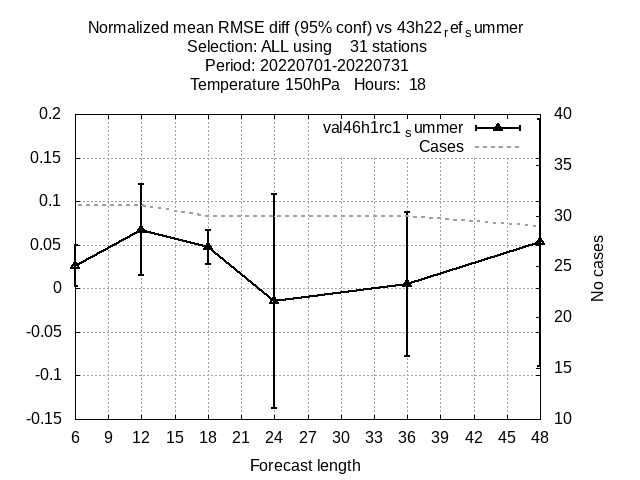 Normalized mean RMSE diff (95% conf) vs 43h22refsummer
Selection: ALL using 31 stations
Period: 20220701-20220731
Temperature 150hPa Hours: 18
0.2 40
val46h1rc1summer
Cases
0.15 35
0.1 30
0.05 25
0 20
-0.05 15
-0.1 10
-0.15
No cases
6 9 12 15 18 21 24 27 30 33 36 39 42 45 48
Forecast length